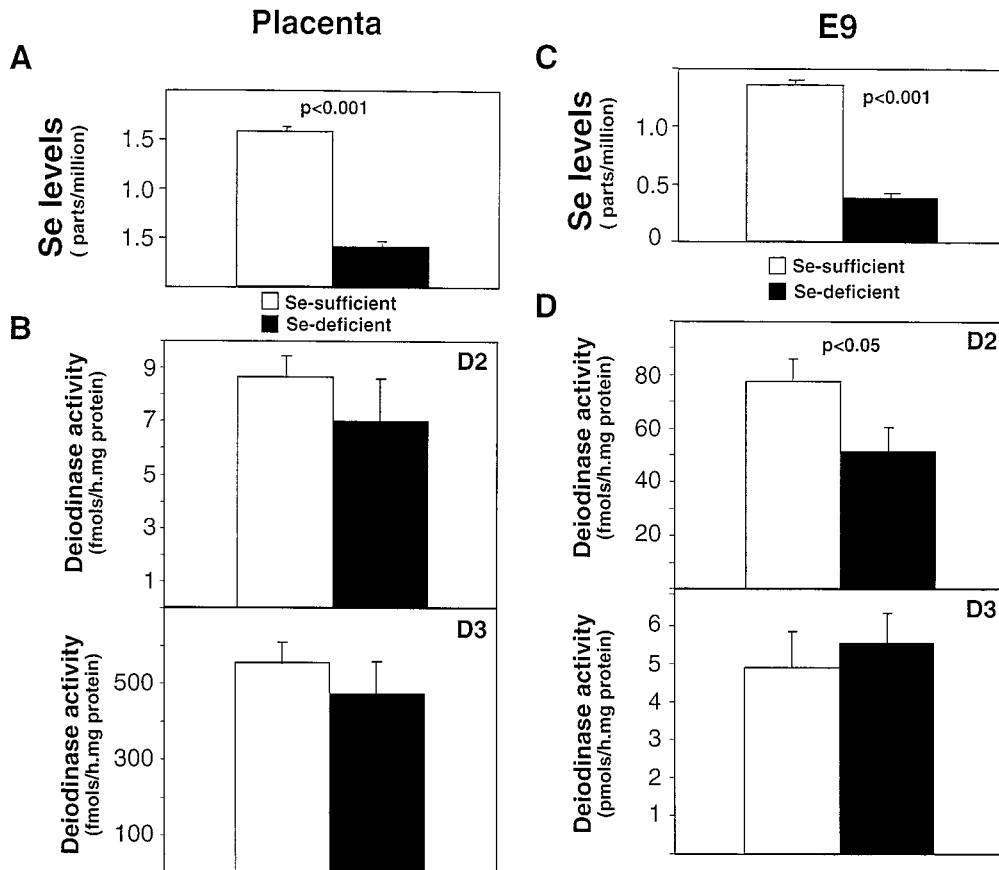 Placenta
A
Se levels
( parts/million)
1.5
1.0
1.5
p<0.001
Se-sufficient
Se-deficient
B
Deiodinase activity
(fmols/h.mg protein)
9
7
5
3
1
D2
Deiodinase activity
(fmols/h.mg protein)
500
300
100
D3
E9
C
Se levels
( parts/million)
1.0
0.5
0
p<0.001
Se-sufficient
Se-deficient
D
Deiodinase activity
(fmols/h.mg protein)
80
60
40
20
p<0.05
D2
Deiodinase activity
(pmols/h.mg protein)
6
5
4
3
2
1
D3